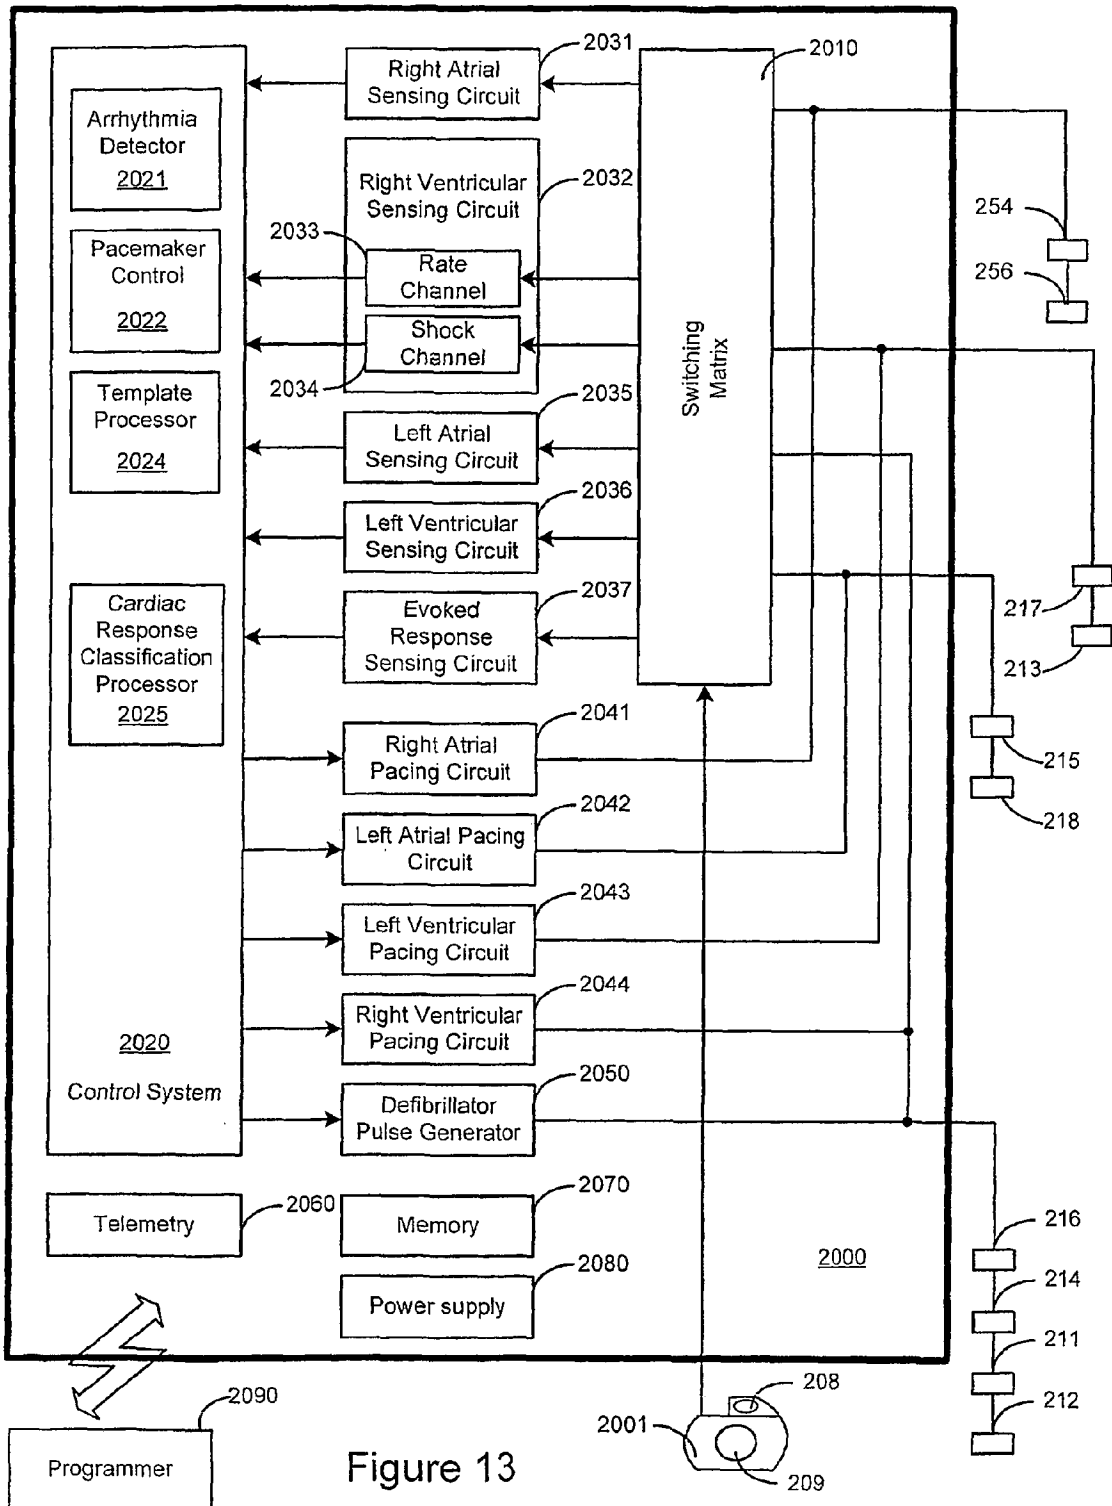 2031
2010
Right Atrial
Sensing Circuit
Arrhythmia
Detector
2021
Right Ventricular
Sensing Circuit
2032
2033
254
Pacemaker
Control
2022
Rate
Channel
256
Shock
Channel
2034
Switching
Matrix
Template
Processor
2024
2035
Left Atrial
Sensing Circuit
2036
Left Ventricular
Sensing Circuit
2037
Cardiac
Response
Classification
Processor
2025
Evoked
Response
Sensing Circuit
217
213
2041
Right Atrial
Pacing Circuit
215
2042
218
Left Atrial Pacing
Circuit
2043
Left Ventricular
Pacing Circuit
2044
Right Ventricular
Pacing Circuit
2020
Control System
2050
Defibrillator
Pulse Generator
2060
Telemetry
2070
Memory
216
2000
2080
214
Power supply
211
208
2090
212
2001
Programmer
Figure 13
209